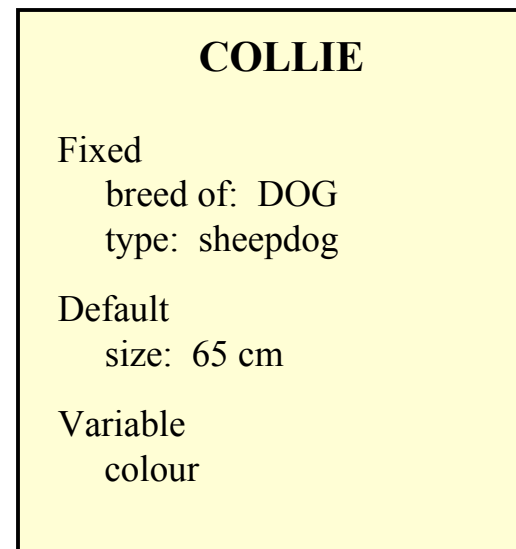 COLLIE
Fixed
breed of: DOG
type: sheepdog
Default
size: 65 cm
Variable
colour